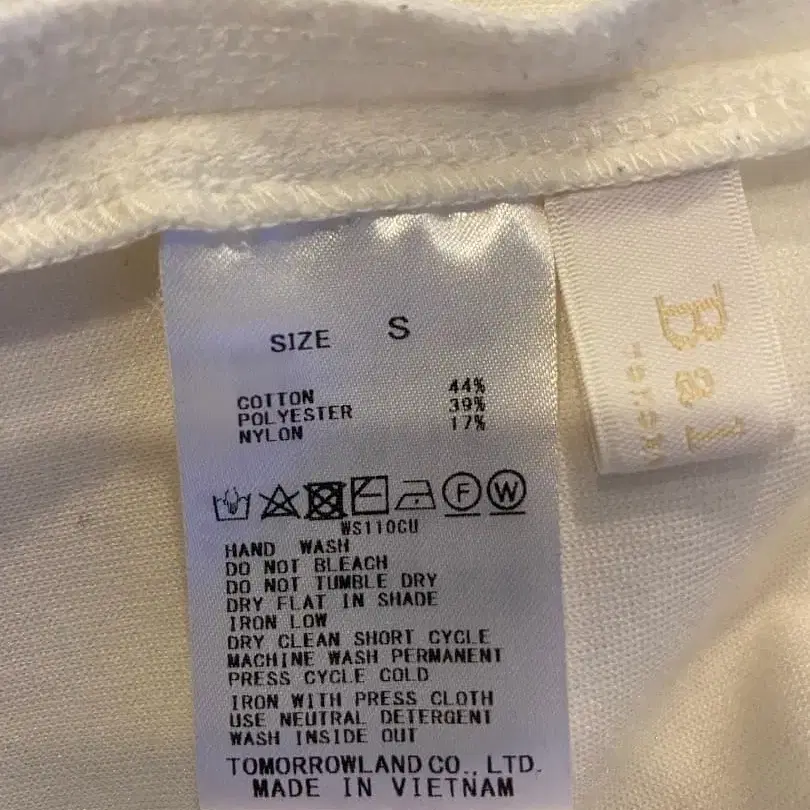 SIZE S
COTTON 44%
POLYESTER 39%
NYLON 17%
F W
WS110CU
HAND WASH
DO NOT BLEACH
DO NOT TUMBLE DRY
DRY FLAT IN SHADE
IRON LOW
DRY CLEAN SHORT CYCLE
MACHINE WASH PERMANENT
PRESS CYCLE COLD
IRON WITH PRESS CLOTH
USE NEUTRAL DETERGENT
WASH INSIDE OUT
TOMORROWLAND CO., LTD.
MADE IN VIETNAM
Bal